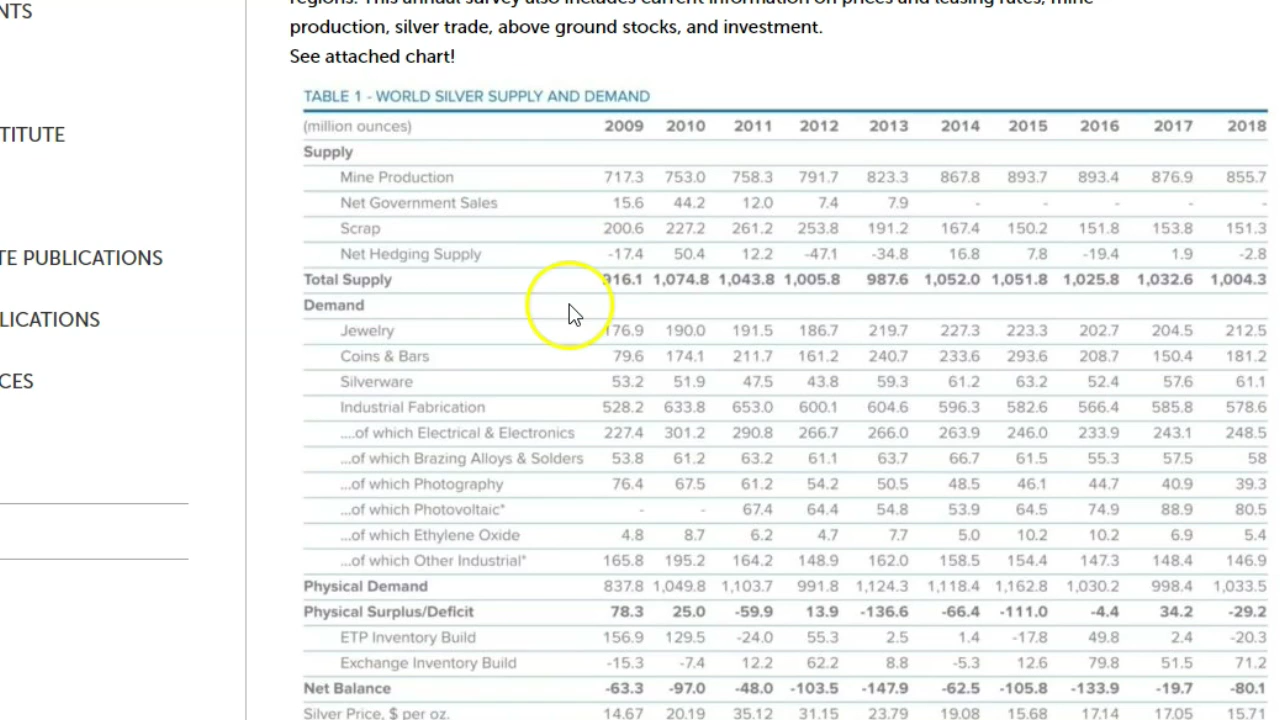 NTS
TITUTE
TE PUBLICATIONS
LICATIONS
CES
production, silver trade, above ground stocks, and investment.
See attached chart!
TABLE 1 - WORLD SILVER SUPPLY AND DEMAND
(million ounces) 2009 2010 2011 2012 2013 2014 2015 2016 2017 2018
Supply
Mine Production 717.3 753.0 758.3 791.7 823.3 867.8 893.7 893.4 876.9 855.7
Net Government Sales 15.6 44.2 12.0 7.4 7.9 - - - - -
Scrap 200.6 227.2 261.2 253.8 191.2 167.4 150.2 151.8 153.8 151.3
Net Hedging Supply -17.4 50.4 12.2 -47.1 -34.8 16.8 7.8 -19.4 1.9 -2.8
Total Supply 916.1 1,074.8 1,043.8 1,005.8 987.6 1,052.0 1,051.8 1,025.8 1,032.6 1,004.3
Demand
Jewelry 176.9 190.0 191.5 186.7 219.7 227.3 223.3 202.7 204.5 212.5
Coins & Bars 79.6 174.1 211.7 161.2 240.7 233.6 293.6 208.7 150.4 181.2
Silverware 53.2 51.9 47.5 43.8 59.3 61.2 63.2 52.4 57.6 61.1
Industrial Fabrication 528.2 633.8 653.0 600.1 604.6 596.3 582.6 566.4 585.8 578.6
....of which Electrical & Electronics 227.4 301.2 290.8 266.7 266.0 263.9 246.0 233.9 243.1 248.5
...of which Brazing Alloys & Solders 53.8 61.2 63.2 61.1 63.7 66.7 61.5 55.3 57.5 58
...of which Photography 76.4 67.5 61.2 54.2 50.5 48.5 46.1 44.7 40.9 39.3
...of which Photovoltaic* - - 67.4 64.4 54.8 53.9 64.5 74.9 88.9 80.5
...of which Ethylene Oxide 4.8 8.7 6.2 4.7 7.7 5.0 10.2 10.2 6.9 5.4
...of which Other Industrial* 165.8 195.2 164.2 148.9 162.0 158.5 154.4 147.3 148.4 146.9
Physical Demand 837.8 1,049.8 1,103.7 991.8 1,124.3 1,118.4 1,162.8 1,030.2 998.4 1,033.5
Physical Surplus/Deficit 78.3 25.0 -59.9 13.9 -136.6 -66.4 -111.0 -4.4 34.2 -29.2
ETP Inventory Build 156.9 129.5 -24.0 55.3 2.5 1.4 -17.8 49.8 2.4 -20.3
Exchange Inventory Build -15.3 -7.4 12.2 62.2 8.8 -5.3 12.6 79.8 51.5 71.2
Net Balance -63.3 -97.0 -48.0 -103.5 -147.9 -62.5 -105.8 -133.9 -19.7 -80.1
Silver Price, $ per oz. 14.67 20.19 35.12 31.15 23.79 19.08 15.68 17.14 17.05 15.71